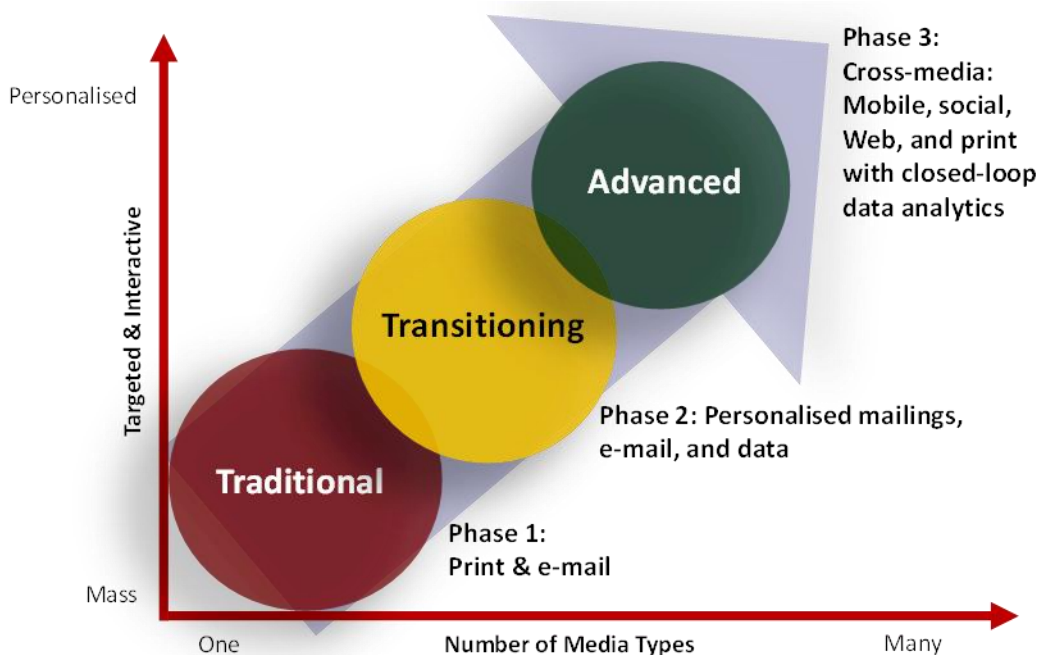 Personalised
Targeted & Interactive
Mass
One
Number of Media Types
Many
Traditional
Transitioning
Advanced
Phase 1:
Print & e-mail
Phase 2: Personalised mailings,
e-mail, and data
Phase 3:
Cross-media:
Mobile, social,
Web, and print
with closed-loop
data analytics